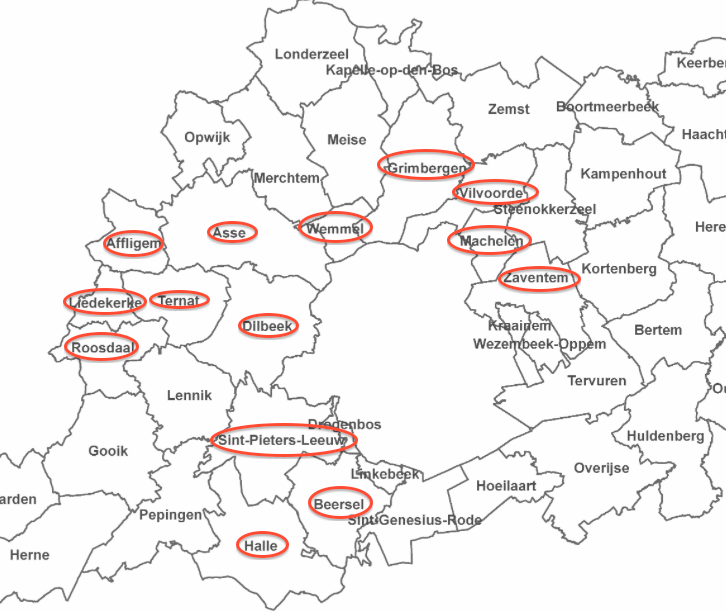 Londerzeel
Kapelle-op-den-Bos
Keerber
Zemst
Boortmeerbeek
Opwijk
Meise
Haacht
Grimbergen
Kampenhout
Merchtem
Vilvoorde
Steenokkerzeel
Wemmel
Here
Asse
Affligem
Machelen
Kortenberg
Zaventem
Liedekerke
Ternat
Dilbeek
Kraainem
Bertem
Wezembeek-Oppem
Roosdaal
Tervuren
Lennik
Drogenbos
Huldenberg
Sint-Pieters-Leeuw
Gooik
Overijse
Linkebeek
Hoeilaart
arden
Beersel
Pepingen
Sint-Genesius-Rode
Halle
Herne